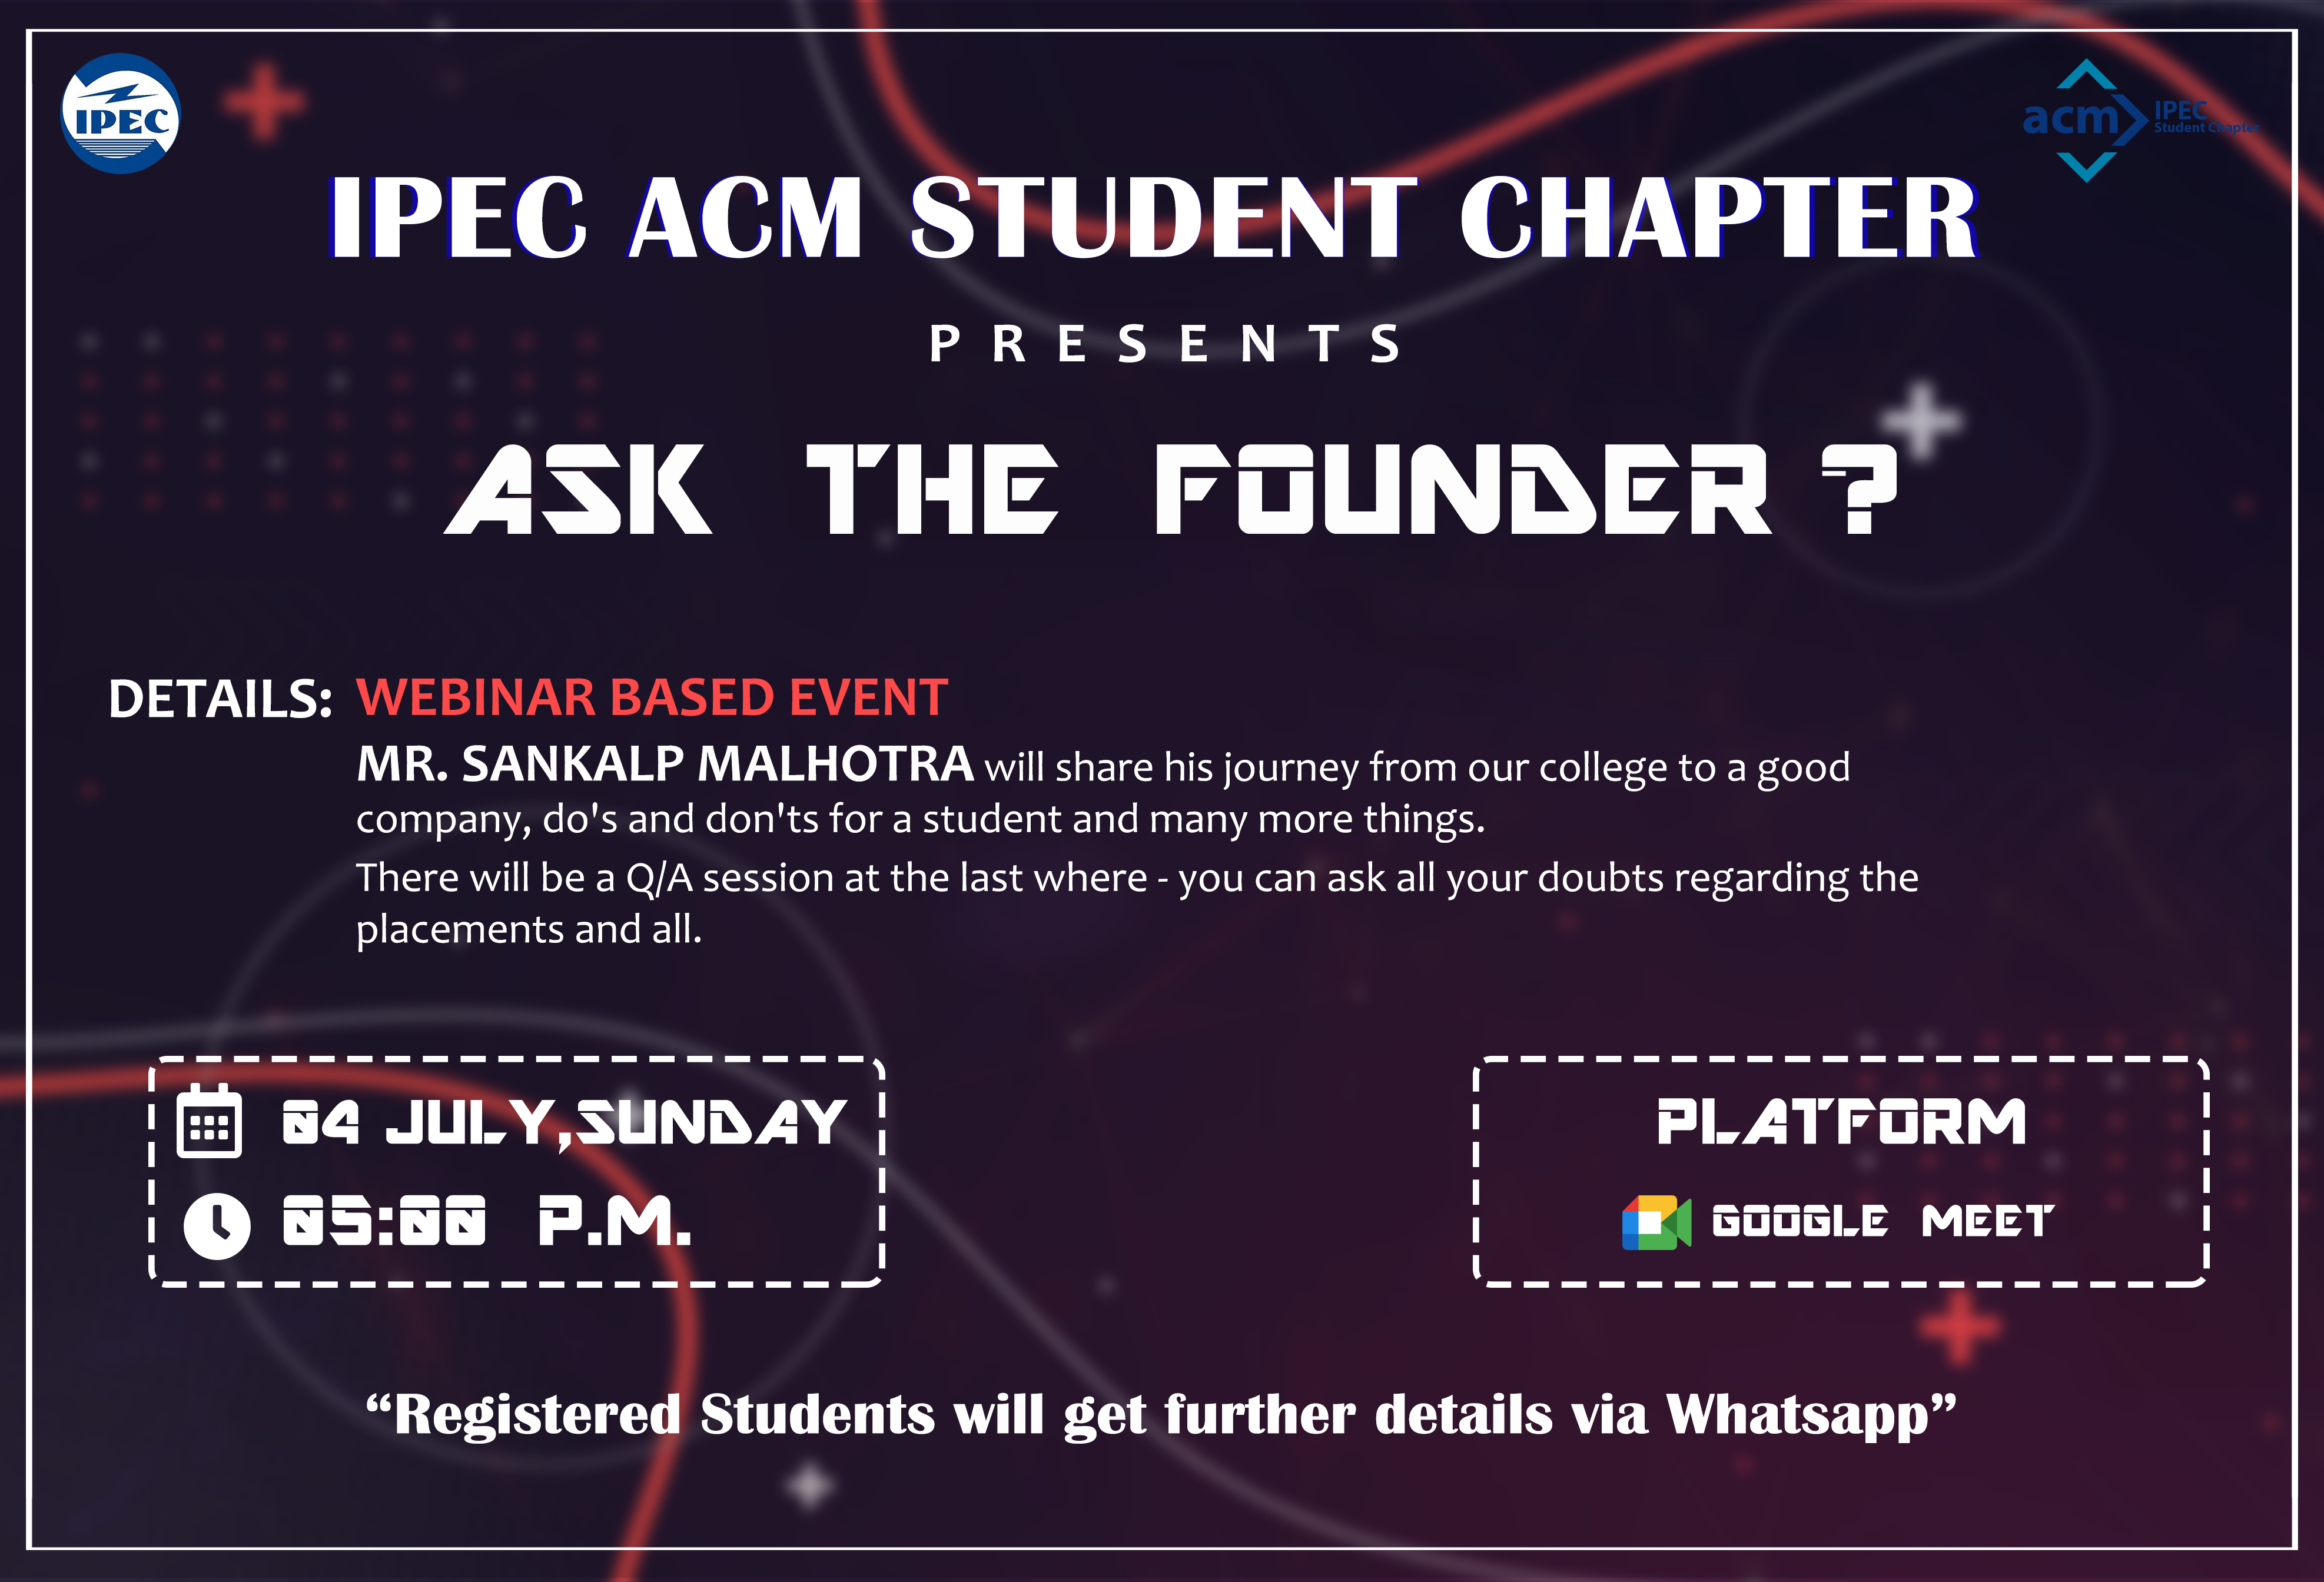 IPEC
acm IPEC
Student Chapter
IPEC ACM STUDENT CHAPTER
PRESENTS
ASK THE FOUNDER ?
DETAILS: WEBINAR BASED EVENT
MR. SANKALP MALHOTRA will share his journey from our college to a good
company, do's and don'ts for a student and many more things.
There will be a Q/A session at the last where - you can ask all your doubts regarding the
placements and all.
04 JULY,SUNDAY
05:00 P.M.
PLATFORM
GOOGLE MEET
“Registered Students will get further details via Whatsapp”